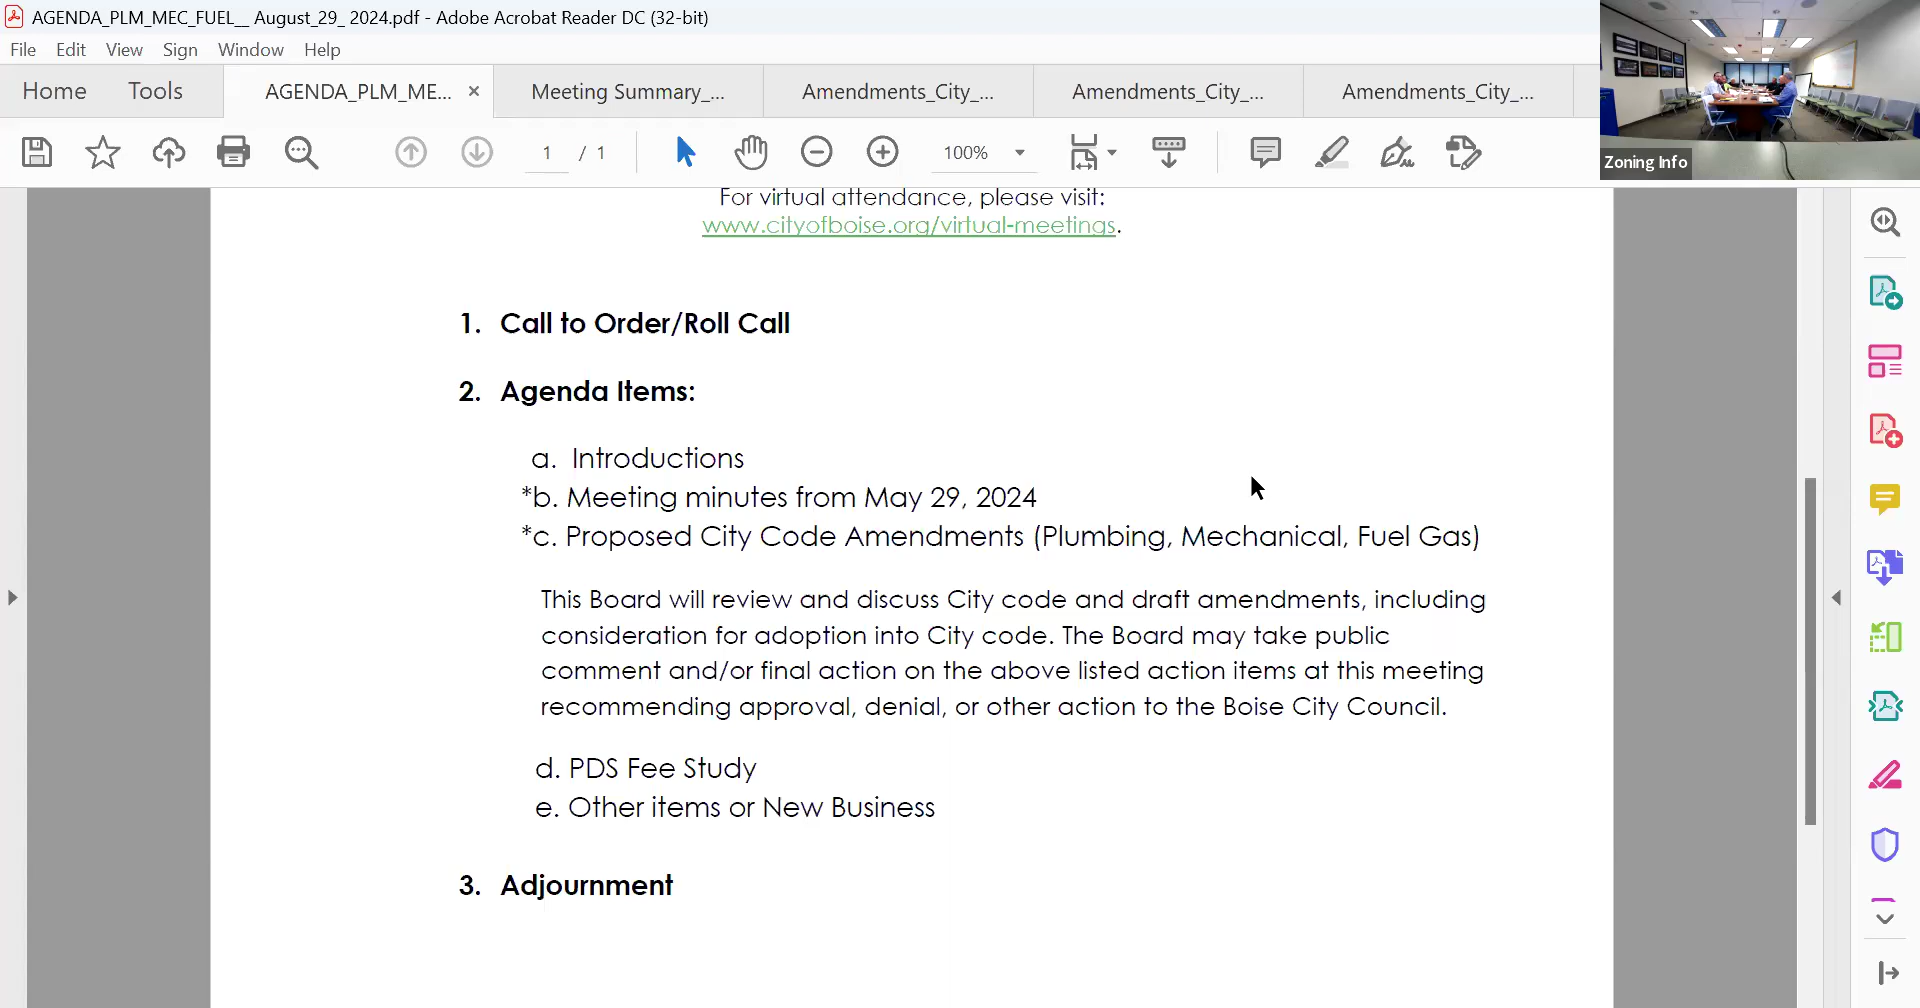 AGENDA_PLM_MEC_FUEL__ August_29_ 2024.pdf - Adobe Acrobat Reader DC (32-bit)
File Edit View Sign Window Help
Home Tools AGENDA_PLM_ME... × Meeting Summary_... Amendments_City_... Amendments_City_... Amendments_City_...
1 / 1 100%
Zoning Info
For virtual attendance, please visit:
www.cityofboise.org/virtual-meetings.
1. Call to Order/Roll Call
2. Agenda Items:
a. Introductions
*b. Meeting minutes from May 29, 2024
*c. Proposed City Code Amendments (Plumbing, Mechanical, Fuel Gas)
This Board will review and discuss City code and draft amendments, including
consideration for adoption into City code. The Board may take public
comment and/or final action on the above listed action items at this meeting
recommending approval, denial, or other action to the Boise City Council.
d. PDS Fee Study
e. Other items or New Business
3. Adjournment